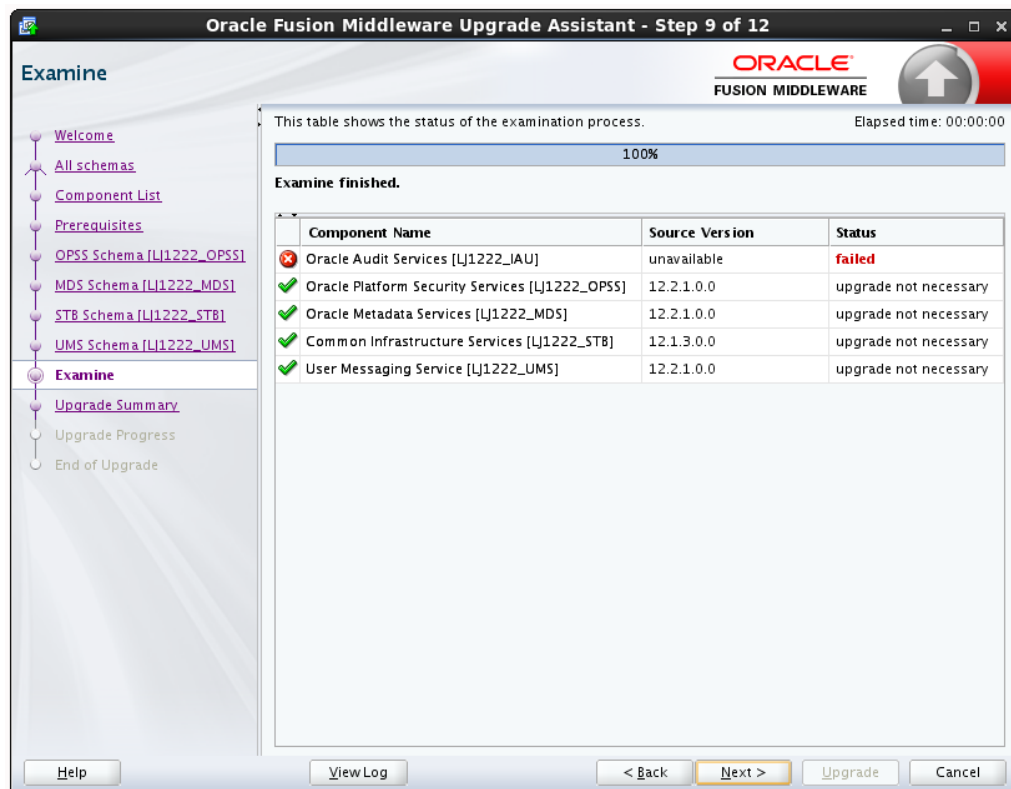 Oracle Fusion Middleware Upgrade Assistant - Step 9 of 12
Examine
ORACLE
FUSION MIDDLEWARE
Welcome
All schemas
Component List
Prerequisites
OPSS Schema [LJ1222_OPSS]
MDS Schema [LJ1222_MDS]
STB Schema [LJ1222_STB]
UMS Schema [LJ1222_UMS]
Examine
Upgrade Summary
Upgrade Progress
End of Upgrade
This table shows the status of the examination process. Elapsed time: 00:00:00
100%
Examine finished.
Component Name Source Version Status
Oracle Audit Services [LJ1222_IAU] unavailable failed
Oracle Platform Security Services [LJ1222_OPSS] 12.2.1.0.0 upgrade not necessary
Oracle Metadata Services [LJ1222_MDS] 12.2.1.0.0 upgrade not necessary
Common Infrastructure Services [LJ1222_STB] 12.1.3.0.0 upgrade not necessary
User Messaging Service [LJ1222_UMS] 12.2.1.0.0 upgrade not necessary
Help View Log < Back Next > Upgrade Cancel